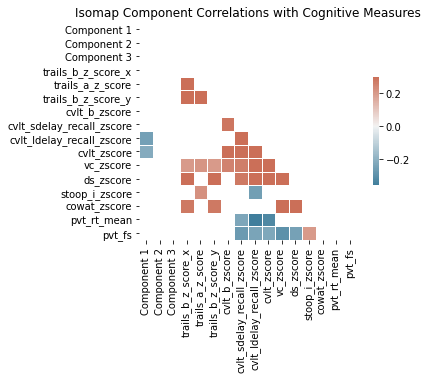 Isomap Component Correlations with Cognitive Measures
Component 1
Component 2
Component 3
trails_b_z_score_x
trails_a_z_score
trails_b_z_score_y
cvlt_b_zscore
cvlt_sdelay_recall_zscore
cvlt_ldelay_recall_zscore
cvlt_zscore
vc_zscore
ds_zscore
stoop_i_zscore
cowat_zscore
pvt_rt_mean
pvt_fs
Component 1
Component 2
Component 3
trails_b_z_score_x
trails_a_z_score
trails_b_z_score_y
cvlt_b_zscore
cvlt_sdelay_recall_zscore
cvlt_ldelay_recall_zscore
cvlt_zscore
vc_zscore
ds_zscore
stoop_i_zscore
cowat_zscore
pvt_rt_mean
pvt_fs
0.2
0.0
−0.2